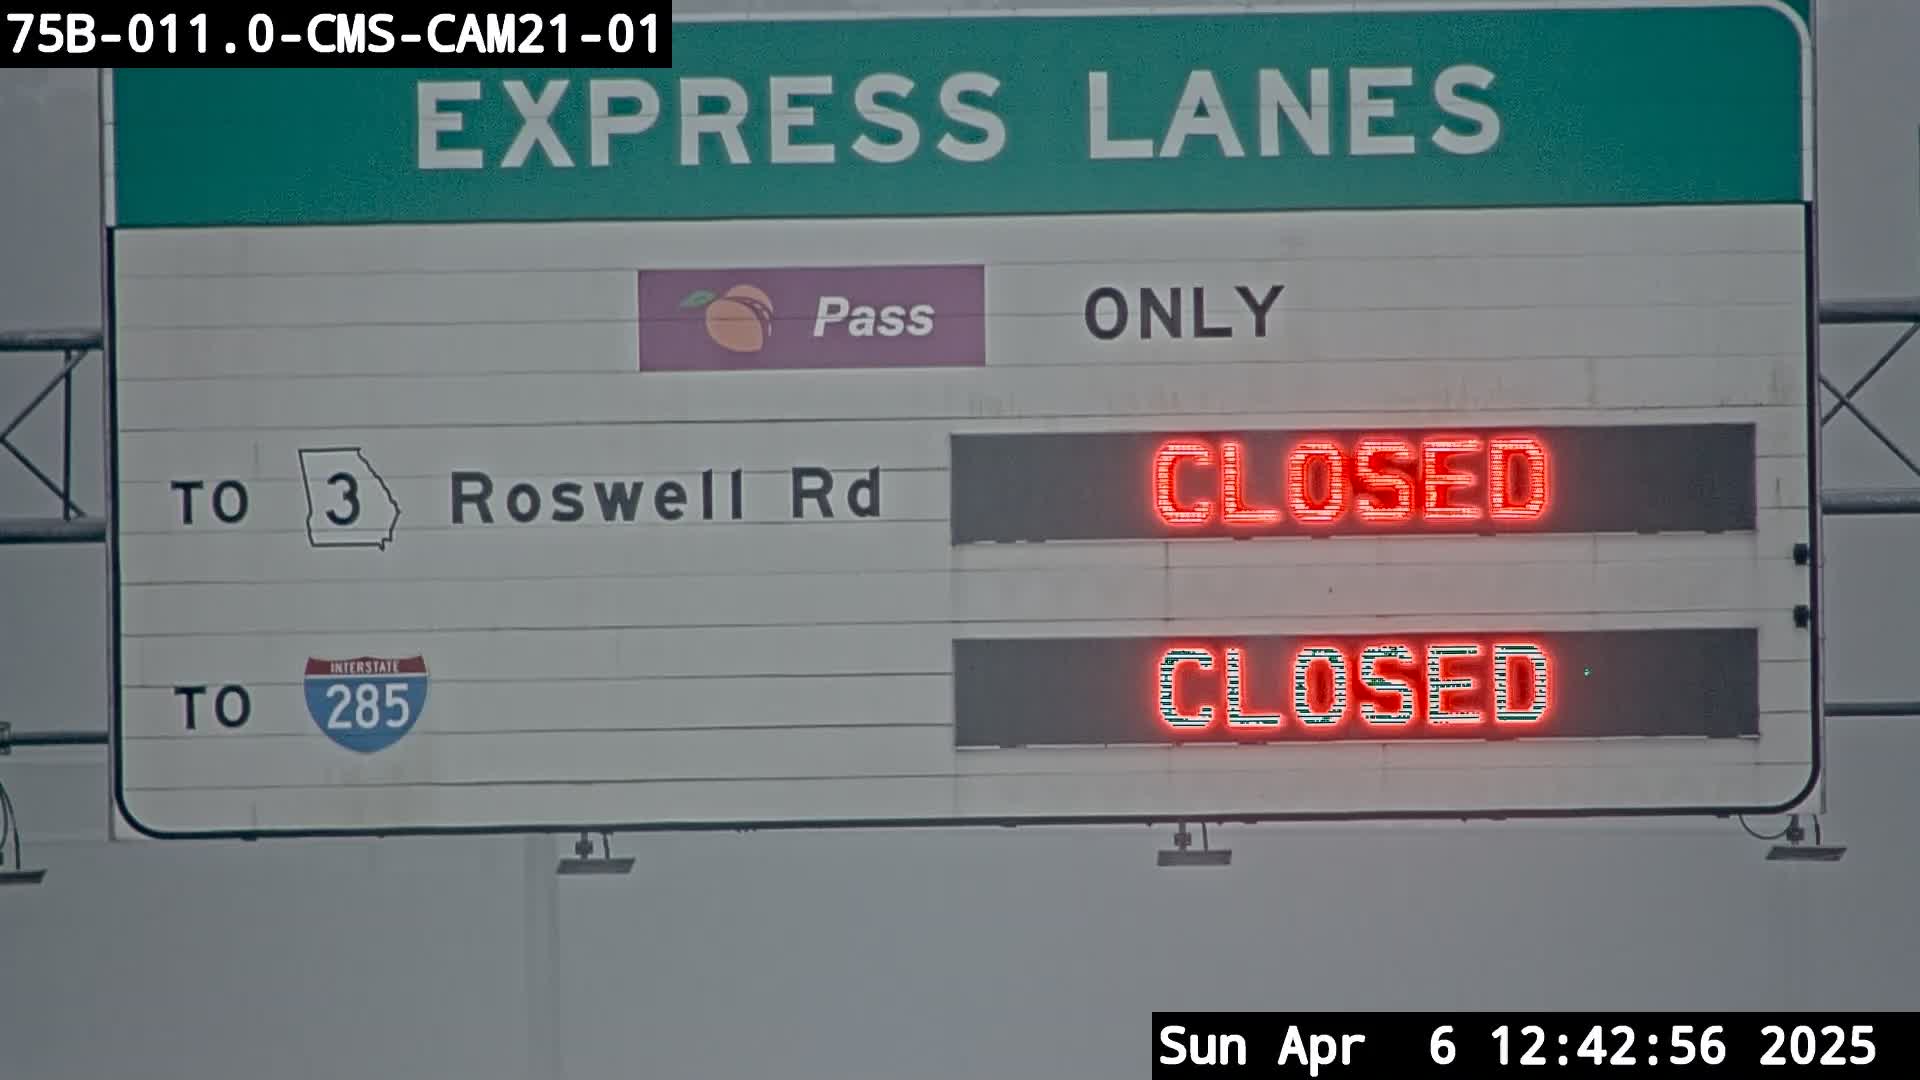 75B-011.0-CMS-CAM21-01
EXPRESS LANES
Pass ONLY
TO 3 Roswell Rd CLOSED
TO INTERSTATE 285 CLOSED
Sun Apr 6 12:42:56 2025